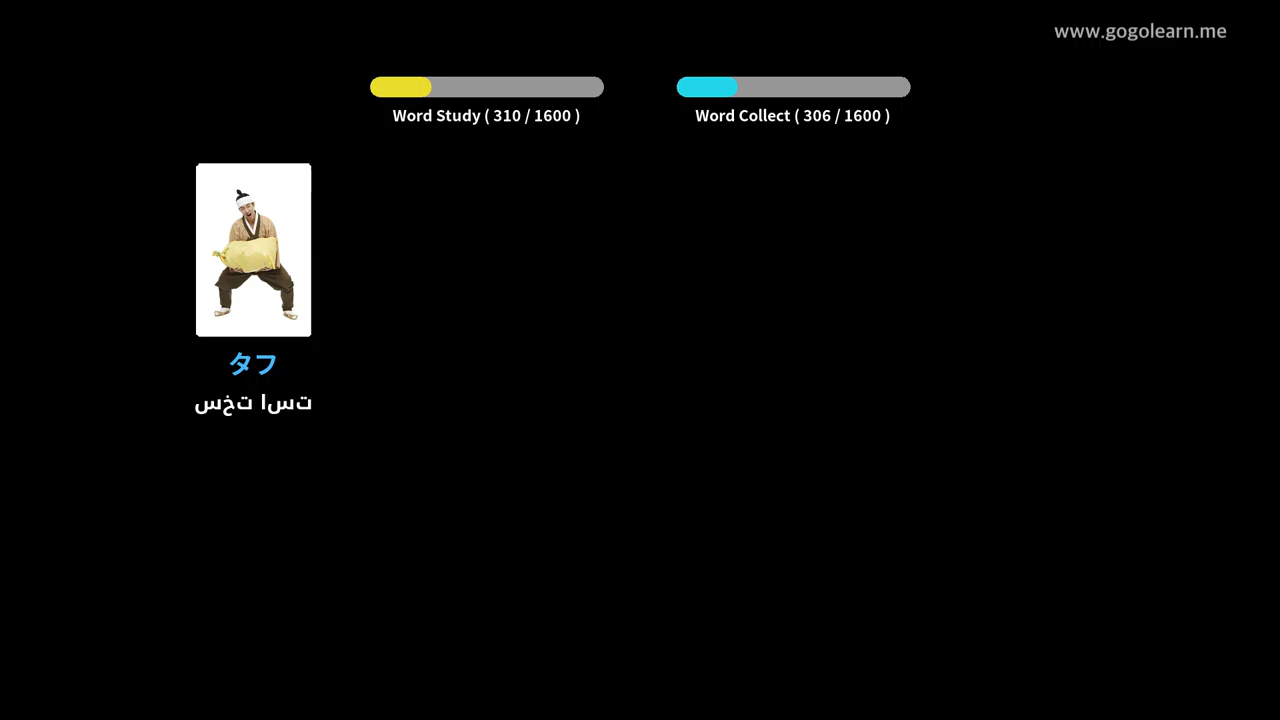 www.gogolearn.me
Word Study ( 310 / 1600 )
Word Collect ( 306 / 1600 )
タフ
سخت است